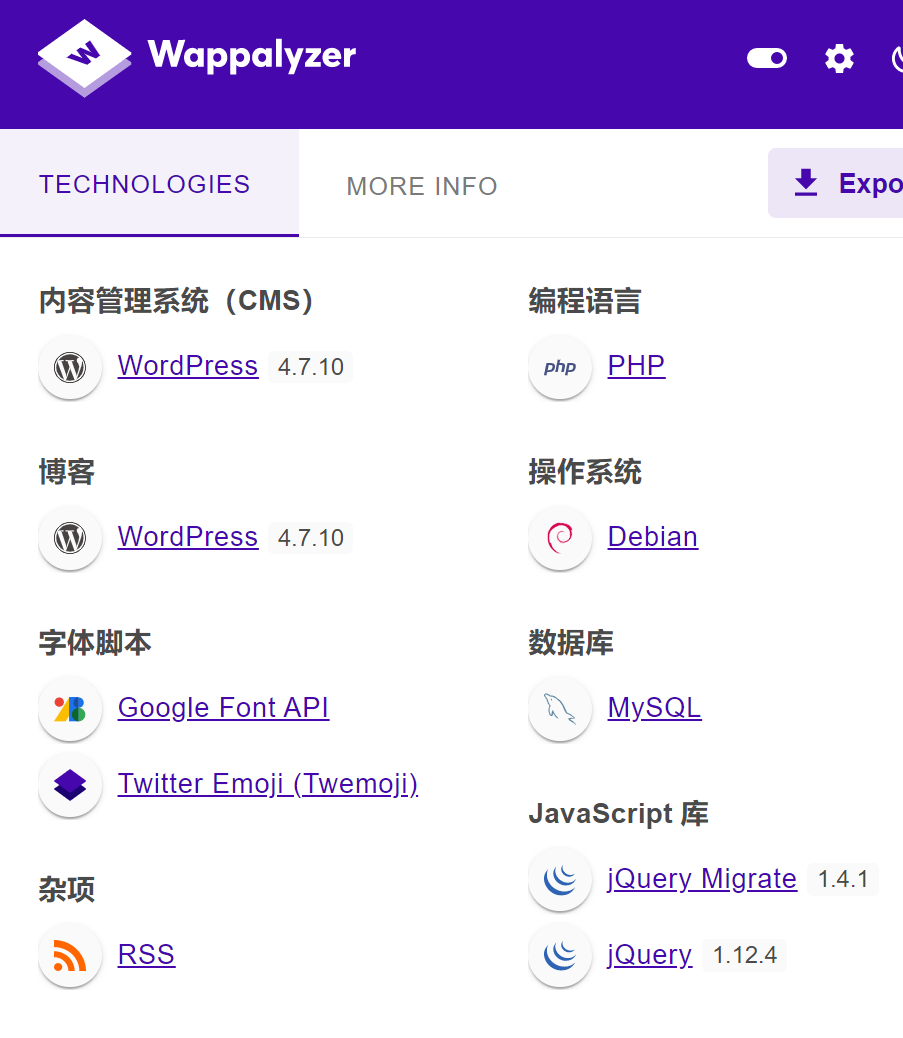 Wappalyzer
TECHNOLOGIES
MORE INFO
Expo
内容管理系统（CMS）
WordPress 4.7.10
博客
WordPress 4.7.10
字体脚本
Google Font API
Twitter Emoji (Twemoji)
杂项
RSS
编程语言
php PHP
操作系统
Debian
数据库
MySQL
JavaScript 库
jQuery Migrate 1.4.1
jQuery 1.12.4